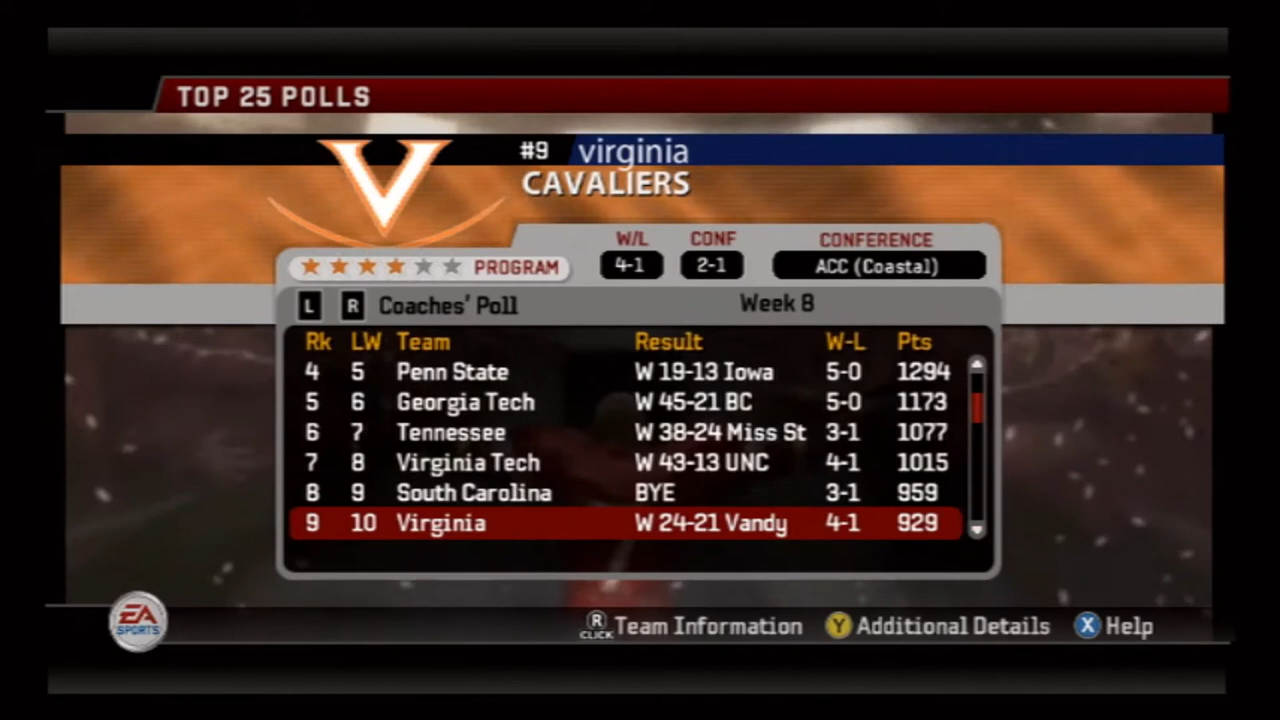 TOP 25 POLLS
#9 virginia
CAVALIERS
W/L CONF CONFERENCE
PROGRAM 4-1 2-1 ACC (Coastal)
L R Coaches' Poll Week 8
Rk LW Team Result W-L Pts
4 5 Penn State W 19-13 Iowa 5-0 1294
5 6 Georgia Tech W 45-21 BC 5-0 1173
6 7 Tennessee W 38-24 Miss St 3-1 1077
7 8 Virginia Tech W 43-13 UNC 4-1 1015
8 9 South Carolina BYE 3-1 959
9 10 Virginia W 24-21 Vandy 4-1 929
EA SPORTS
R CLICK Team Information Y Additional Details X Help